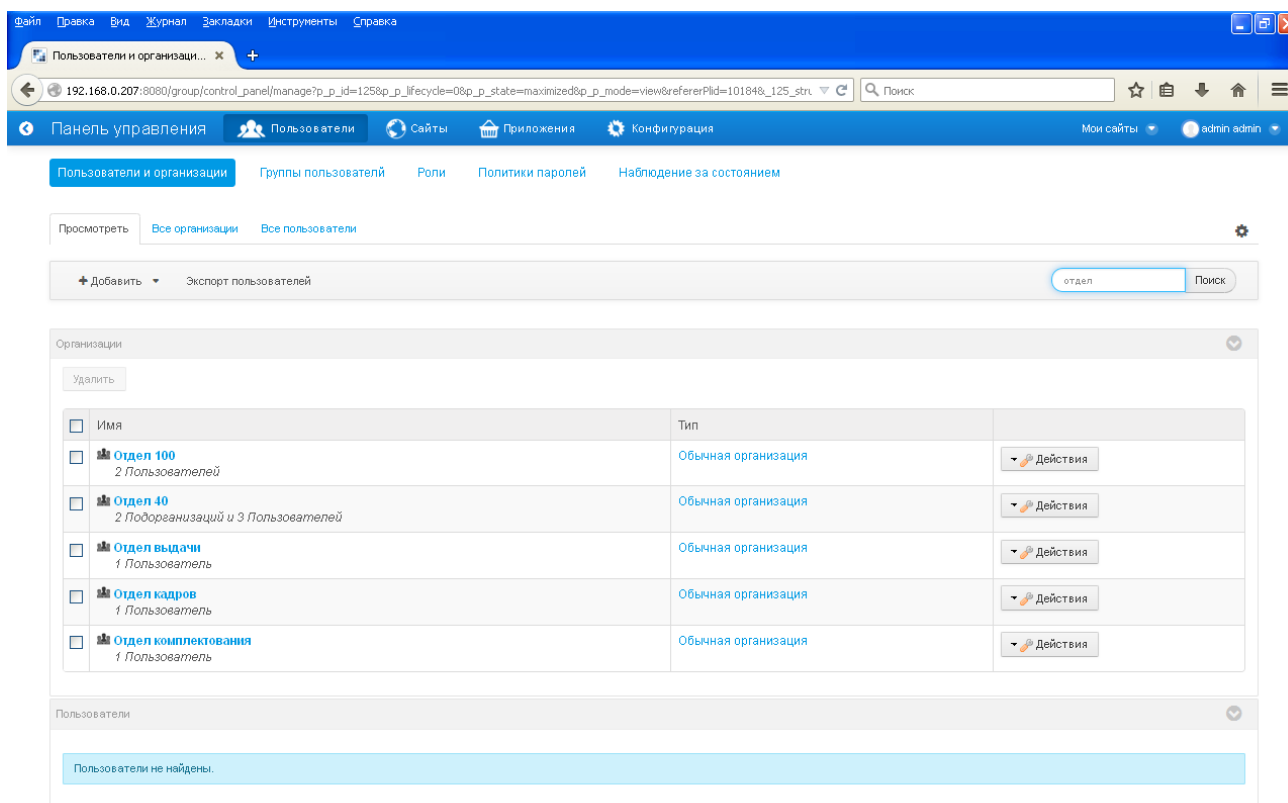 Файл Правка Вид Журнал Закладки Инструменты Справка
Пользователи и организаци... × +
192.168.0.207:8080/group/control_panel/manage?p_p_id=125&p_p_lifecycle=0&p_p_state=maximized&p_p_mode=view&refererPlid=10184&_125_stru Поиск
Панель управления Пользователи Сайты Приложения Конфигурация Мои сайты admin admin
Пользователи и организации Группы пользователй Роли Политики паролей Наблюдение за состоянием
Просмотреть Все организации Все пользователи
+ Добавить Экспорт пользователей отдел Поиск
Организации
Удалить
Имя Тип
Отдел 100 Обычная организация Действия
2 Пользователей
Отдел 40 Обычная организация Действия
2 Подорганизаций и 3 Пользователей
Отдел выдачи Обычная организация Действия
1 Пользователь
Отдел кадров Обычная организация Действия
1 Пользователь
Отдел комплектования Обычная организация Действия
1 Пользователь
Пользователи
Пользователи не найдены.